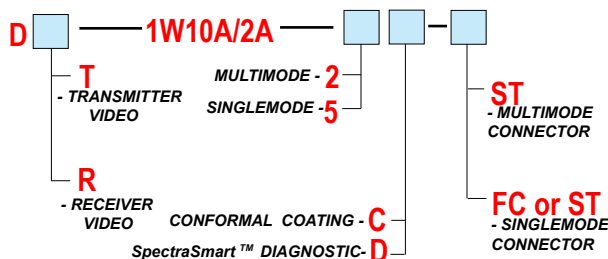 D 1W10A/2A -
T
- TRANSMITTER
VIDEO
R
- RECEIVER
VIDEO
MULTIMODE - 2
SINGLEMODE - 5
CONFORMAL COATING - C
SpectraSmart ™ DIAGNOSTIC- D
ST
- MULTIMODE
CONNECTOR
FC or ST
- SINGLEMODE
CONNECTOR